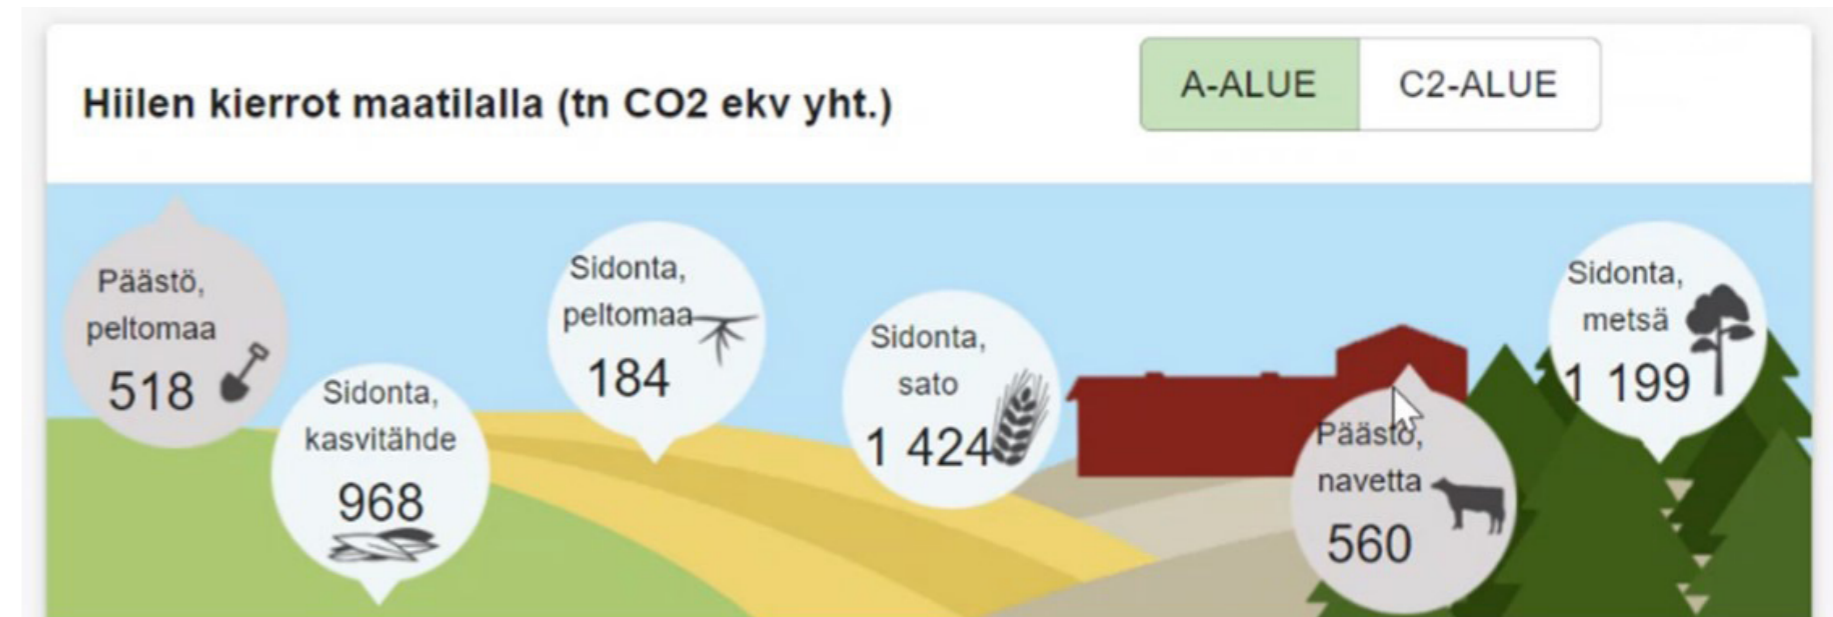 Hiilen kierrot maatilalla (tn CO2 ekv yht.)
A-ALUE
C2-ALUE
Päästö,
peltomaa
518
Sidonta,
kasvitähde
968
Sidonta,
peltomaa
184
Sidonta,
sato
1 424
Päästö,
navetta
560
Sidonta,
metsä
1 199